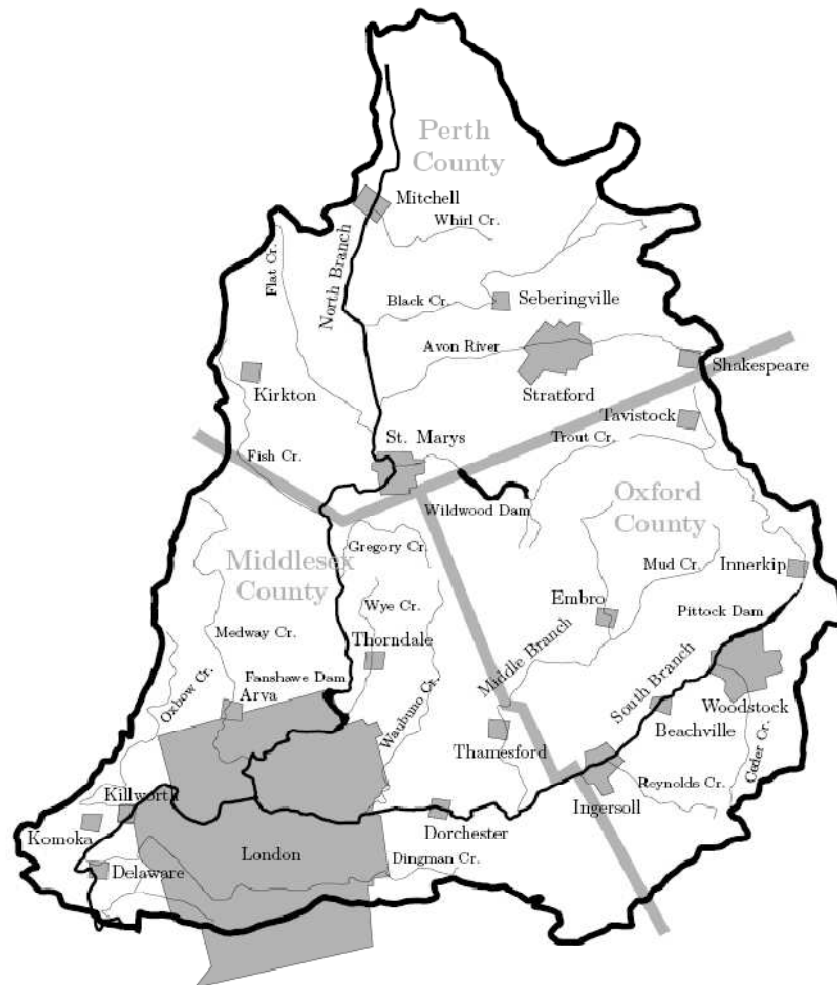 Perth
County
Mitchell
Whirl Cr.
Flat Cr.
North Branch
Black Cr.
Seberingville
Avon River
Shakespeare
Kirkton
Stratford
Tavistock
St. Marys
Trout Cr.
Fish Cr.
Oxford
County
Wildwood Dam
Gregory Cr.
Middlesex
County
Mud Cr.
Innerkip
Embro
Wye Cr.
Pittock Dam
Medway Cr.
Thorndale
Middle Branch
South Branch
Oxbow Cr.
Fanshawe Dam
Arva
Waubuno Cr.
Woodstock
Beachville
Thamesford
Ceder Cr.
Reynolds Cr.
Killworth
Ingersoll
Komoka
Dorchester
London
Dingman Cr.
Delaware